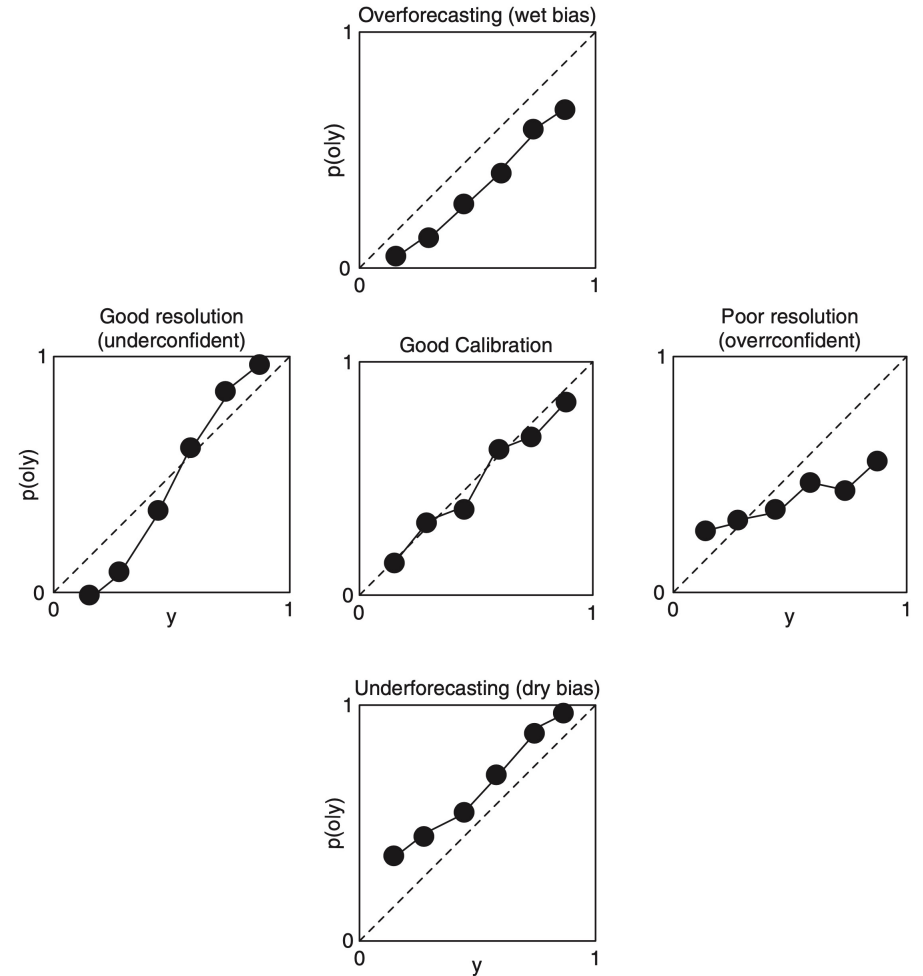 Overforecasting (wet bias)
1
p(o|y)
0
0
1
Good resolution
(underconfident)
1
p(o|y)
0
0
y
1
Good Calibration
1
0
0
1
Poor resolution
(overrconfident)
1
0
0
y
1
Underforecasting (dry bias)
1
p(o|y)
0
0
y
1